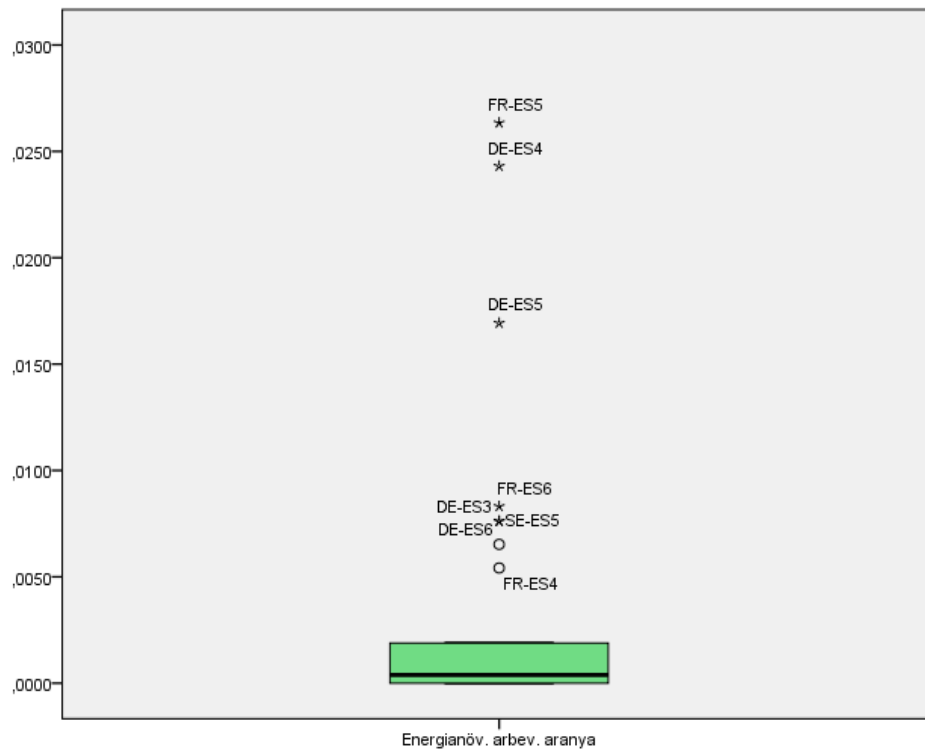 ,0300
FR-ES5
DE-ES4
,0250
,0200
DE-ES5
,0150
,0100
FR-ES6
DE-ES3
SE-ES5
DE-ES6
,0050
FR-ES4
,0000
Energianöv. arbev. aranya